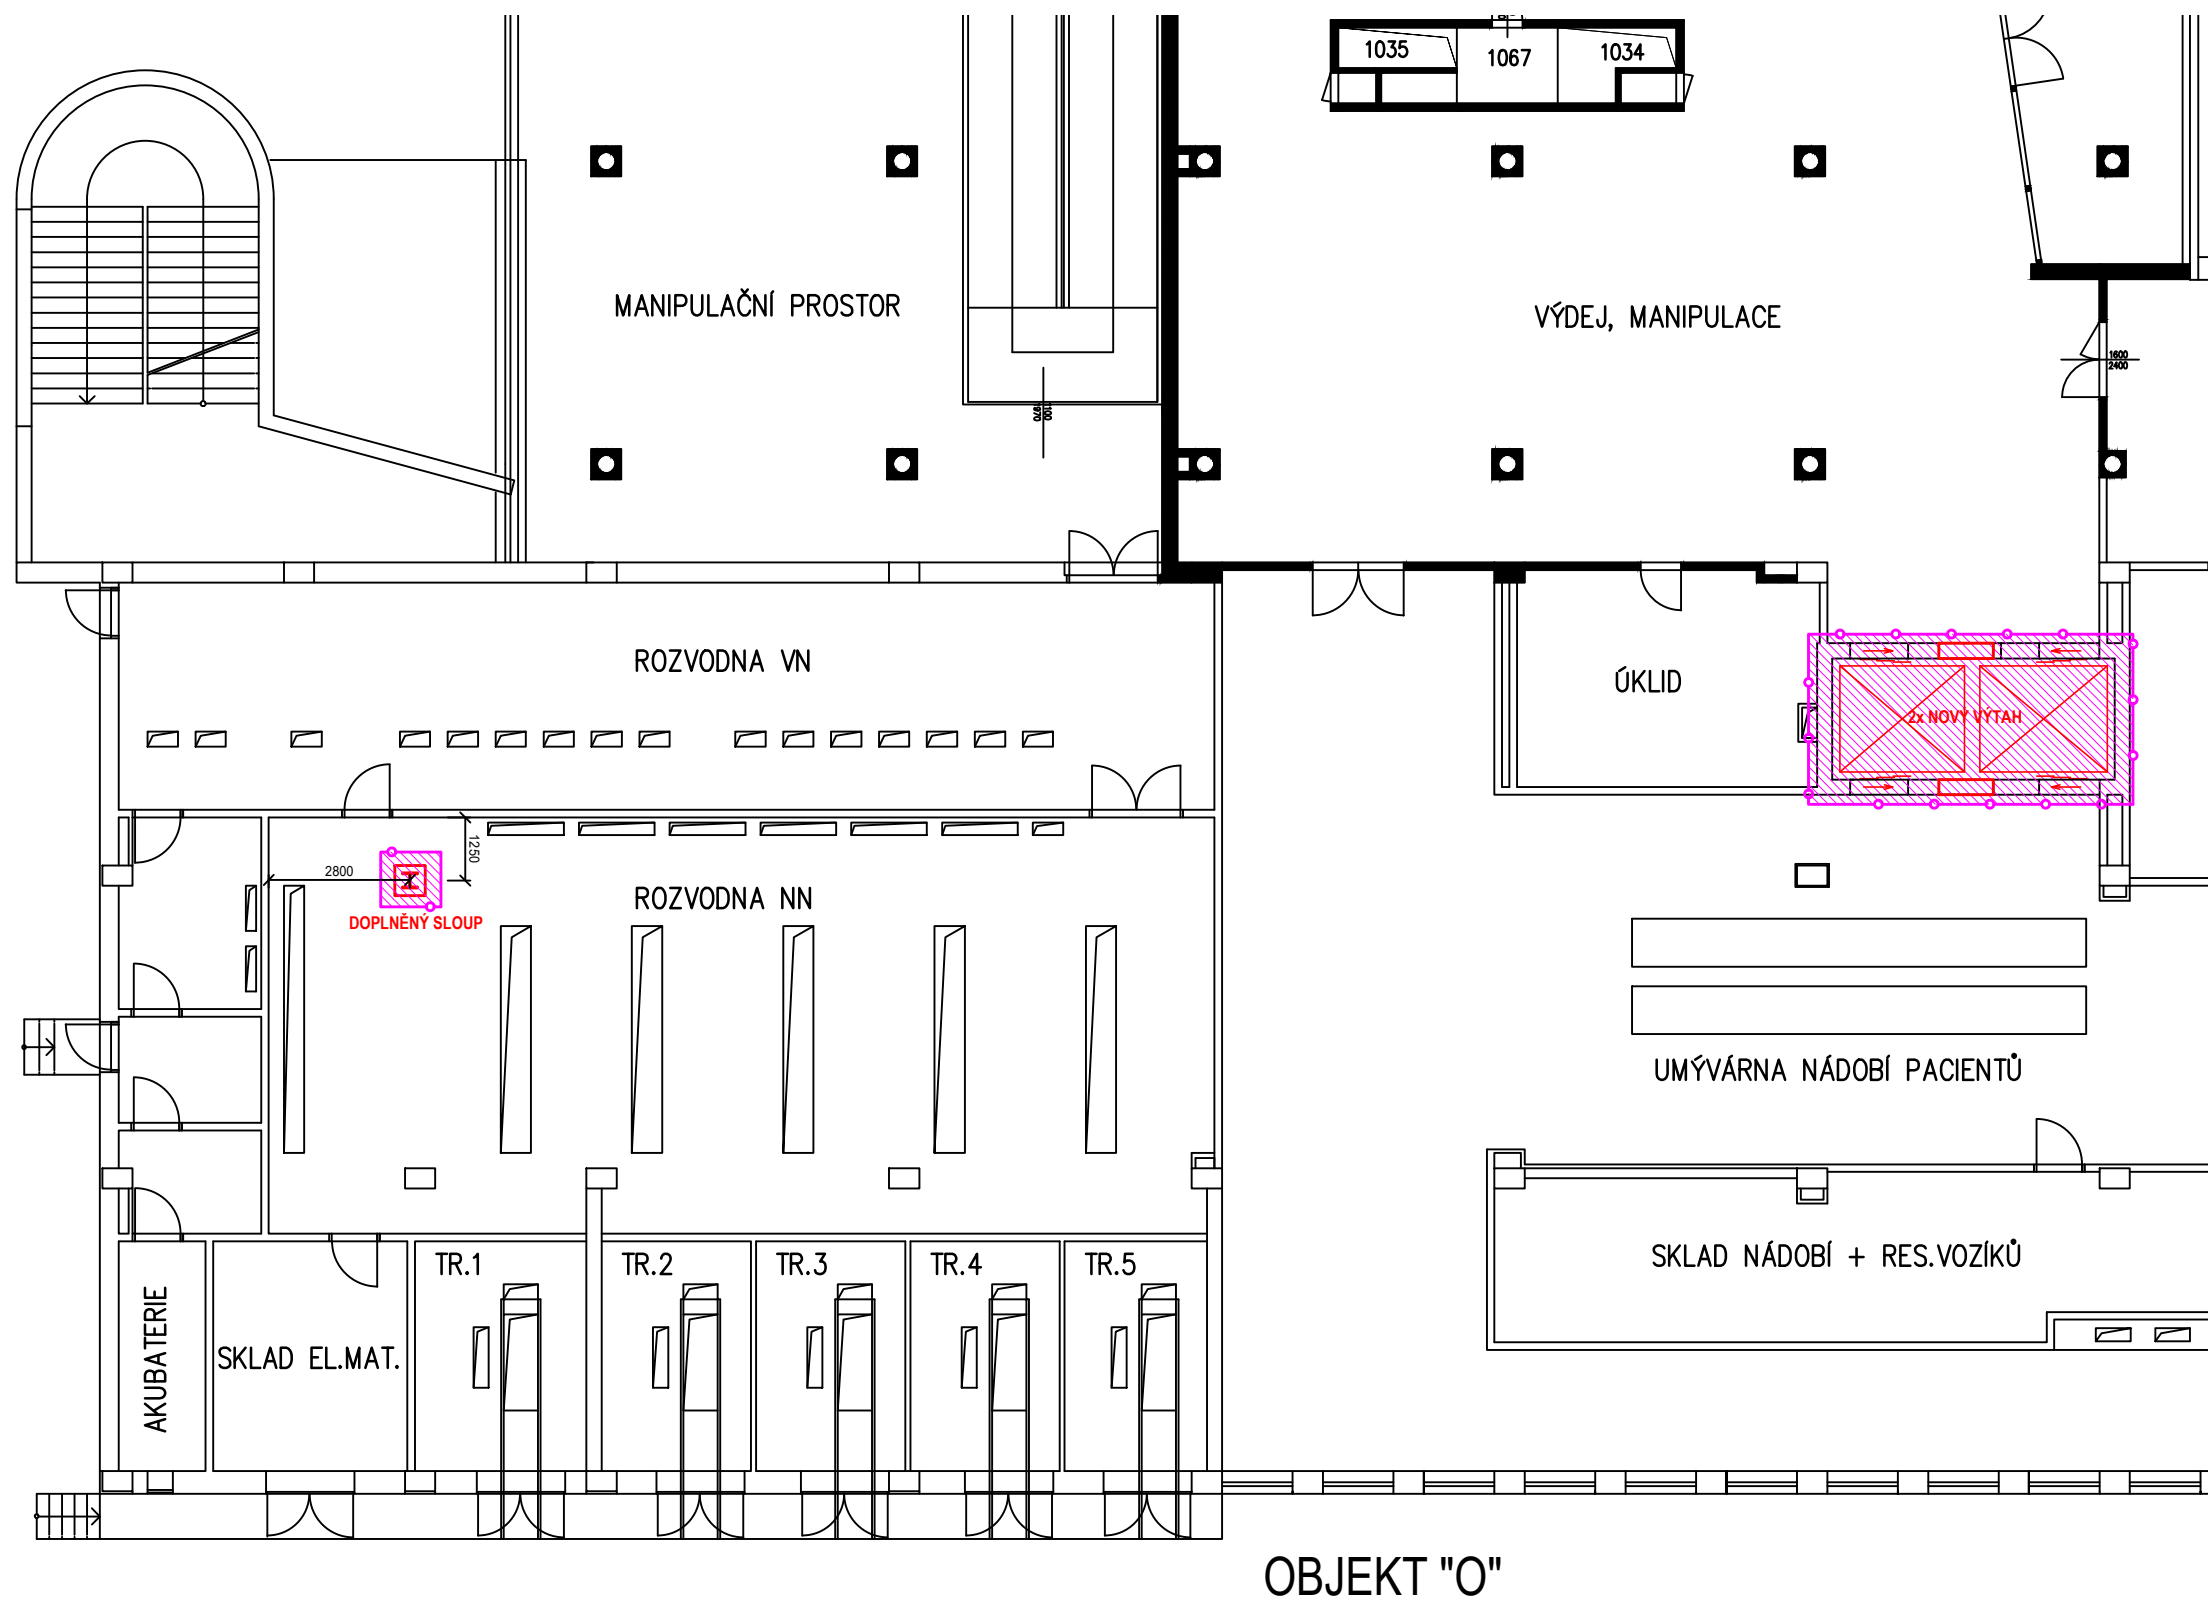 1035
1067
1034
MANIPULAČNÍ PROSTOR
VÝDEJ, MANIPULACE
1600
2400
1100
1970
ROZVODNA VN
ÚKLID
2x NOVÝ VÝTAH
1250
2800
DOPLNĚNÝ SLOUP
ROZVODNA NN
UMÝVÁRNA NÁDOBÍ PACIENTŮ
SKLAD NÁDOBÍ + RES.VOZÍKŮ
TR.1
TR.2
TR.3
TR.4
TR.5
AKUBATERIE
SKLAD EL.MAT.
OBJEKT "O"